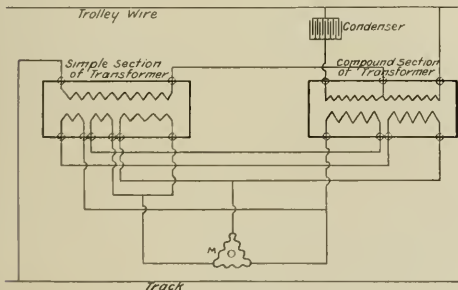 Trolley Wire
Condenser
Simple Section
of Transformer
Compound Section
of Transformer
M
Track